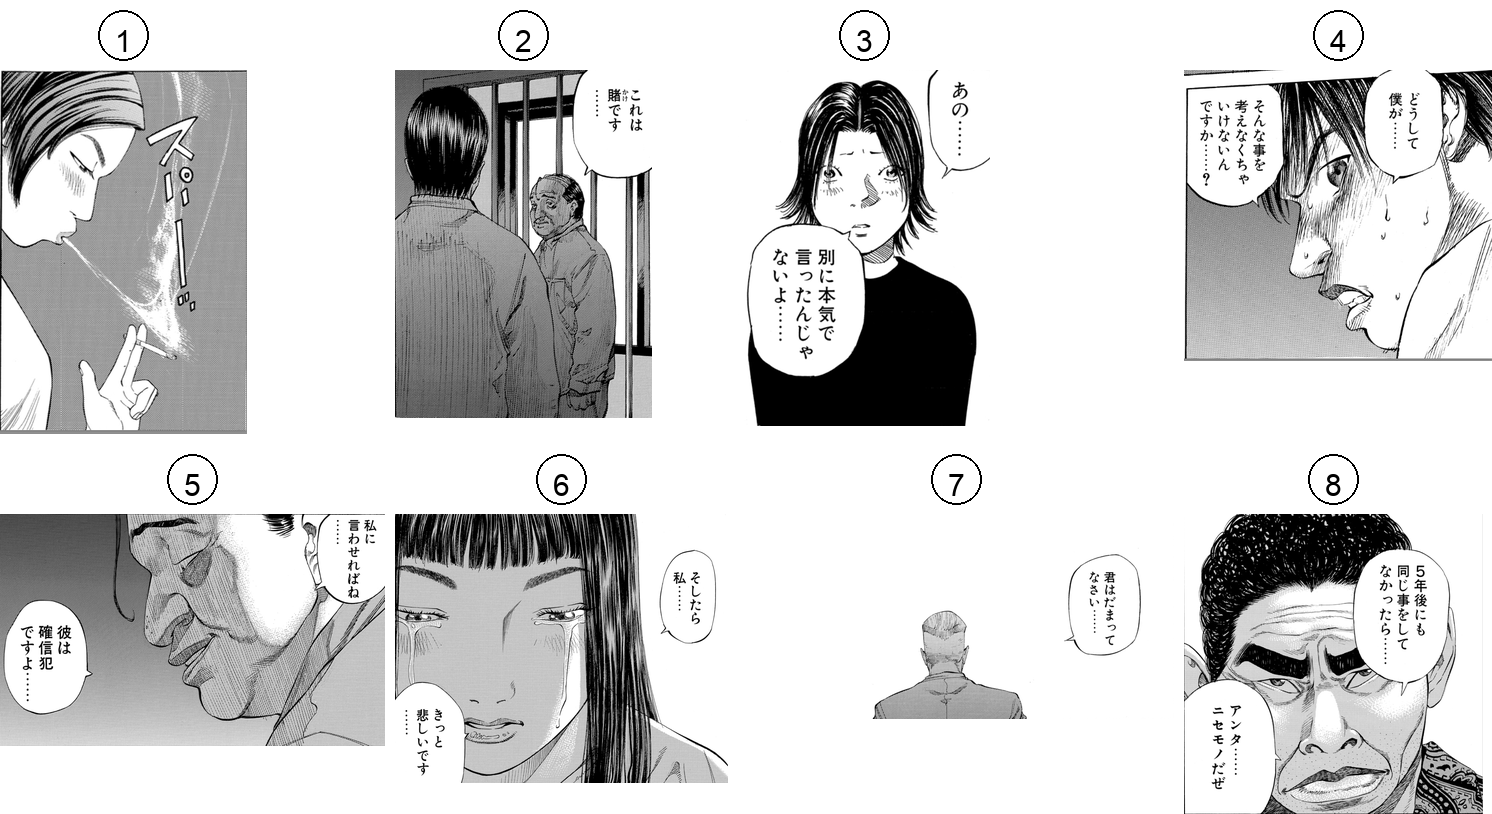 1
スパーッ
2
これは
賭です
……
かけ
3
あの……
別に本気で
言ったんじゃ
ないよ……
4
どうして
僕が……
そんな事を
考えなくちゃ
いけないん
ですか……?
5
私に
言わせればね
……
彼は
確信犯
ですよ……
6
そしたら
私……
きっと
悲しいです
……
7
君はだまって
なさい……
8
5年後にも
同じ事をして
なかったら……
アンタ……
ニセモノだぜ